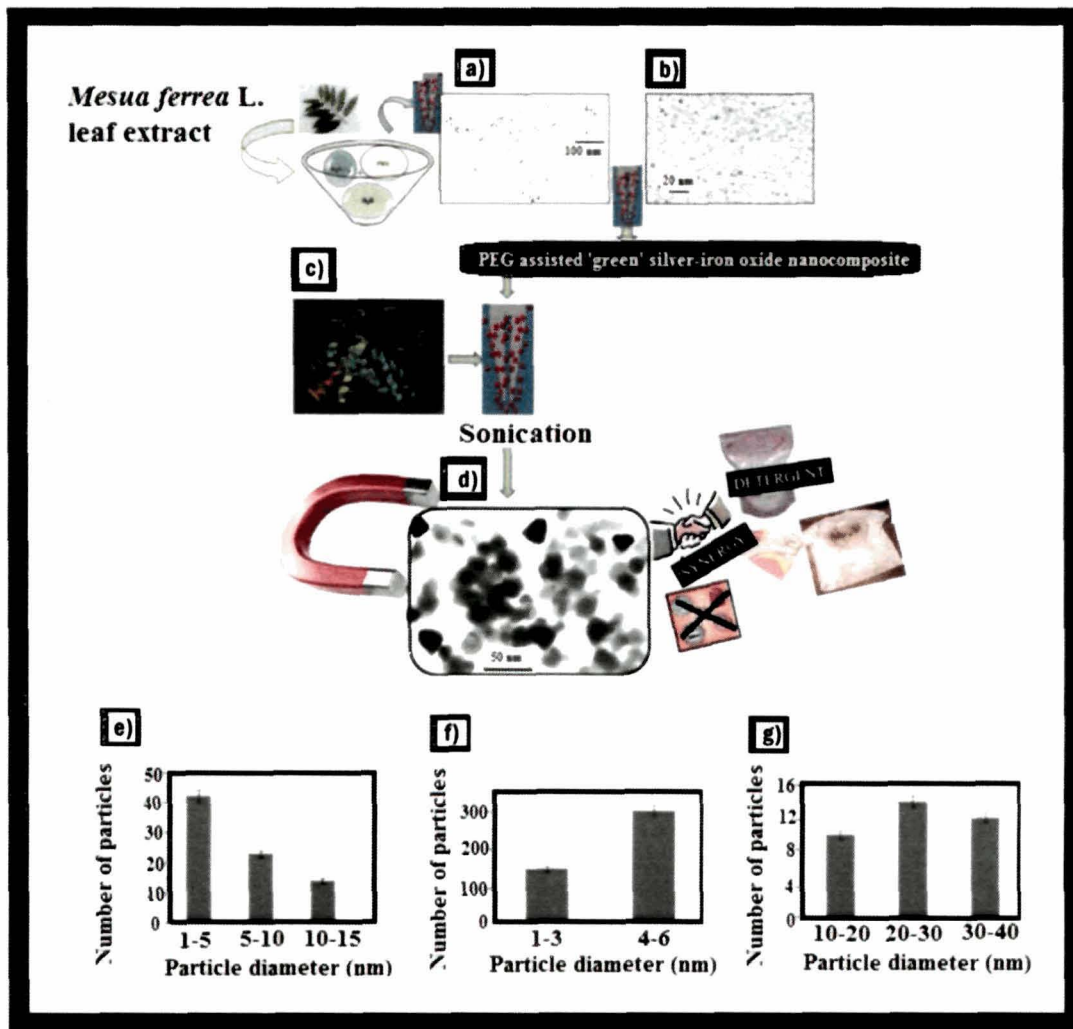 a)
b)
Mesua ferrea L.
leaf extract
100 nm
20 nm
PEG assisted 'green' silver-iron oxide nanocomposite
c)
Sonication
d)
DETERGENT
SYNERGY
50 nm
e)
Number of particles
50
40
30
20
10
0
1-5 5-10 10-15
Particle diameter (nm)
f)
Number of particles
300
200
100
0
1-3 4-6
Particle diameter (nm)
g)
Number of particles
16
12
8
4
0
10-20 20-30 30-40
Particle diameter (nm)